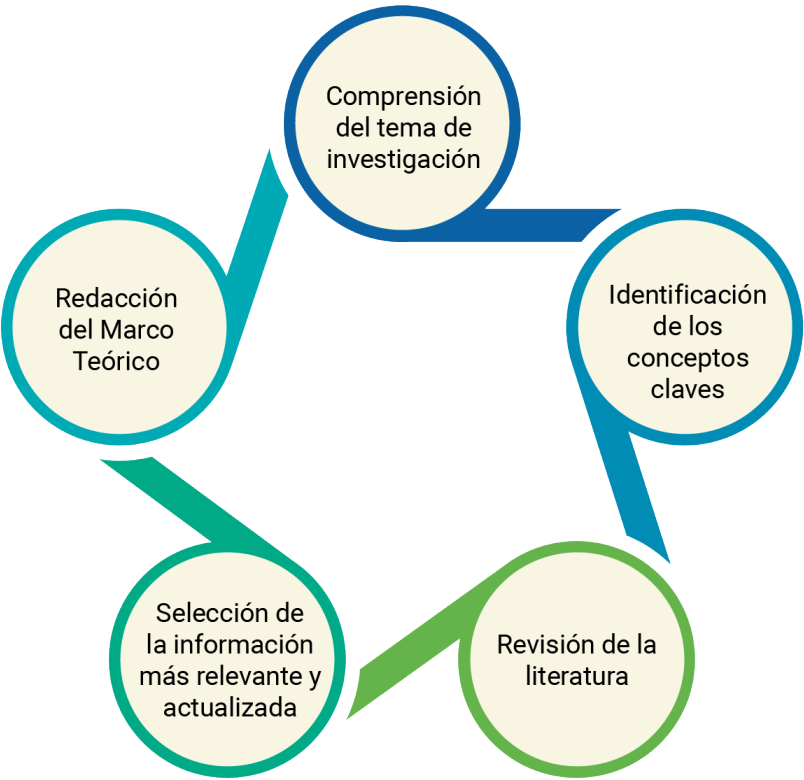 Comprensión
del tema de
investigación
Identificación
de los
conceptos
claves
Revisión de la
literatura
Selección de
la información
más relevante y
actualizada
Redacción
del Marco
Teórico